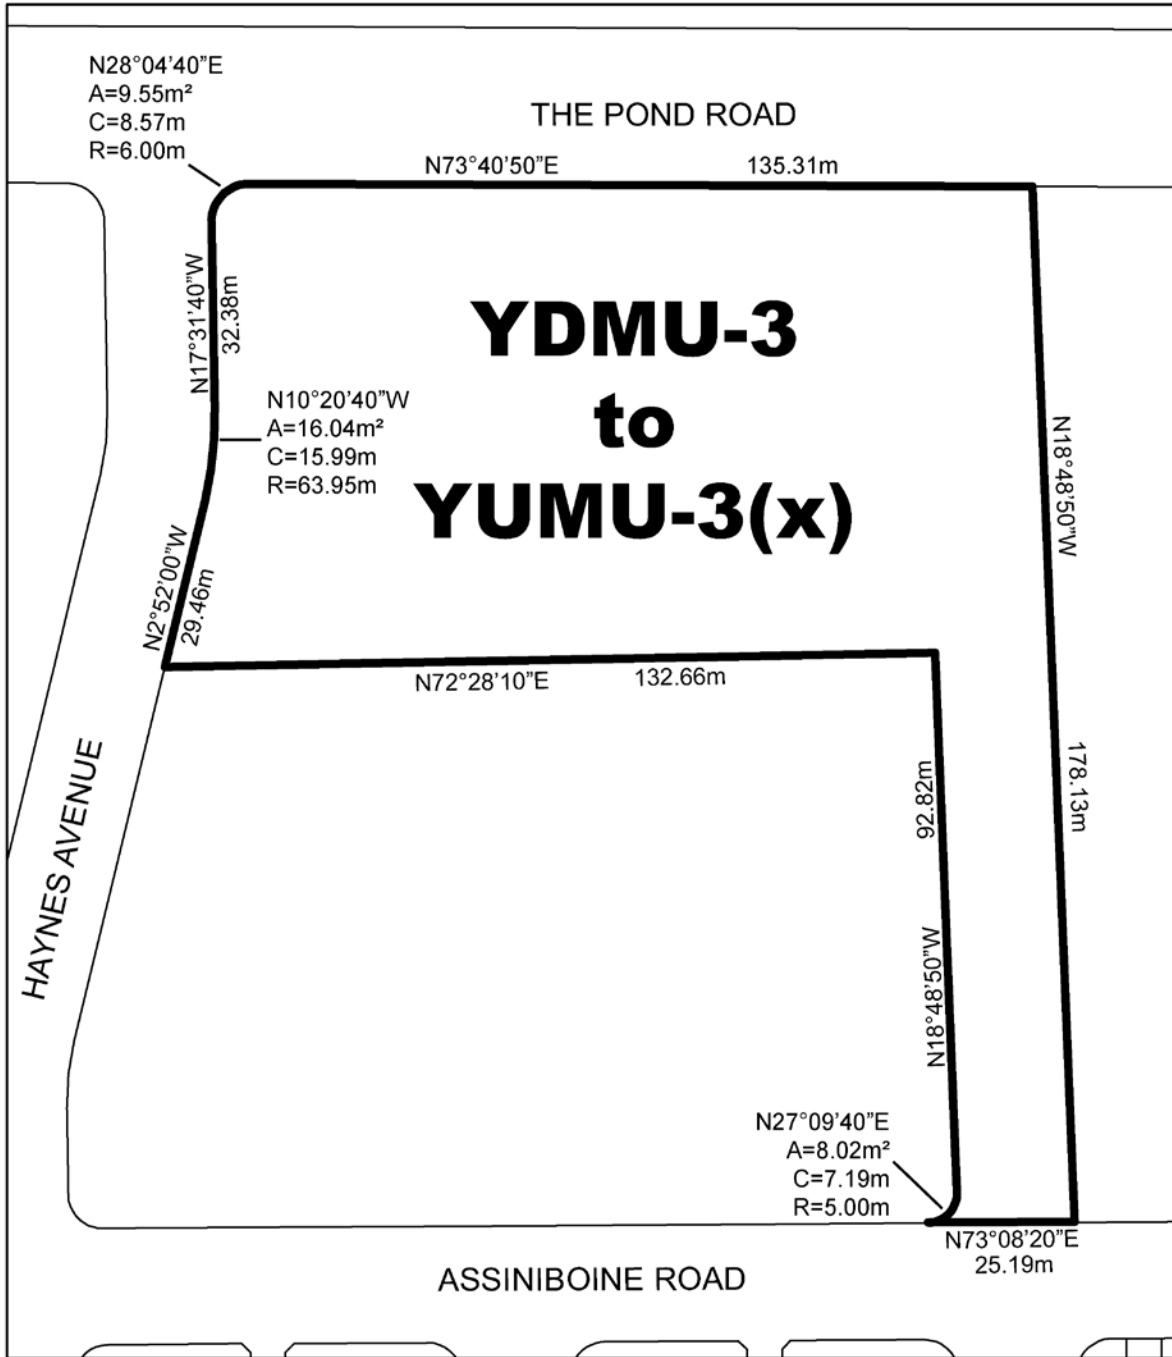 N28°04'40"E
A=9.55m²
C=8.57m
R=6.00m
THE POND ROAD
N73°40'50"E
135.31m
N17°31'40"W
32.38m
YDMU-3
to
YUMU-3(x)
N10°20'40"W
A=16.04m²
C=15.99m
R=63.95m
N18°48'50"W
178.13m
N2°52'00"W
29.46m
N72°28'10"E
132.66m
92.82m
N18°48'50"W
HAYNES AVENUE
N27°09'40"E
A=8.02m²
C=7.19m
R=5.00m
N73°08'20"E
25.19m
ASSINIBOINE ROAD